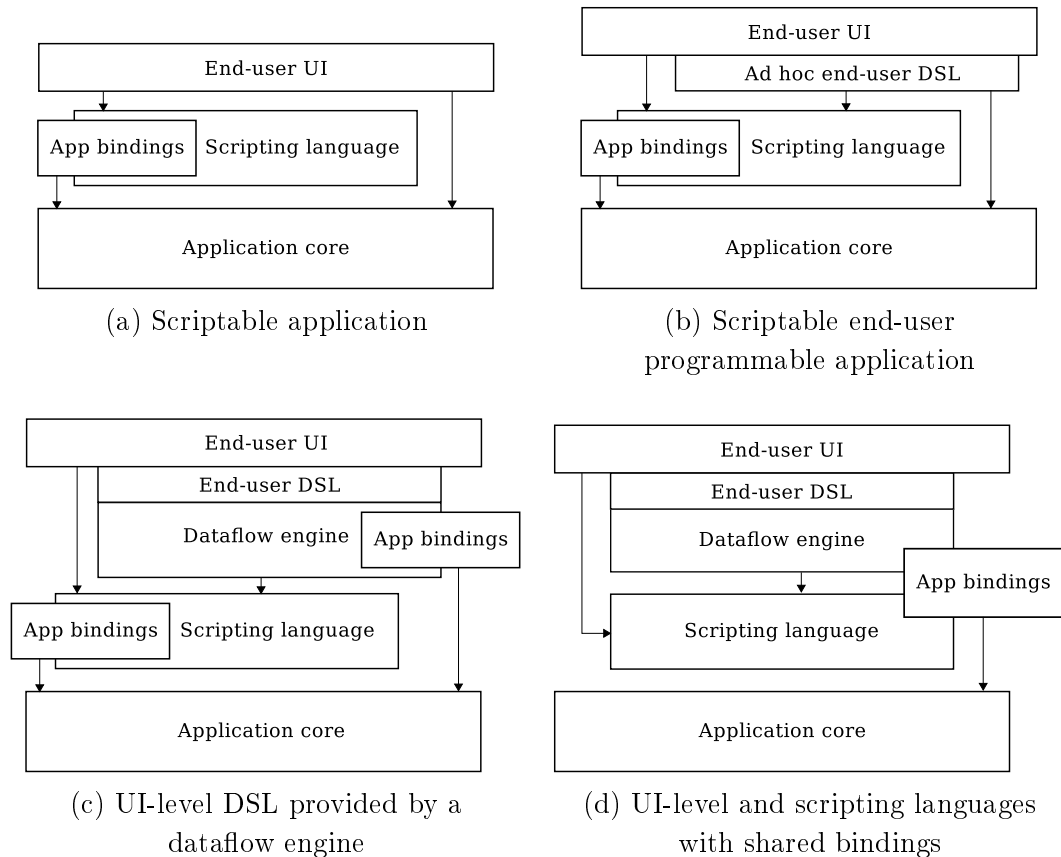 End-user UI
App bindings
Scripting language
Application core
(a) Scriptable application
End-user UI
Ad hoc end-user DSL
App bindings
Scripting language
Application core
(b) Scriptable end-user
programmable application
End-user UI
End-user DSL
Dataflow engine
App bindings
App bindings
Scripting language
Application core
(c) UI-level DSL provided by a
dataflow engine
End-user UI
End-user DSL
Dataflow engine
App bindings
Scripting language
Application core
(d) UI-level and scripting languages
with shared bindings